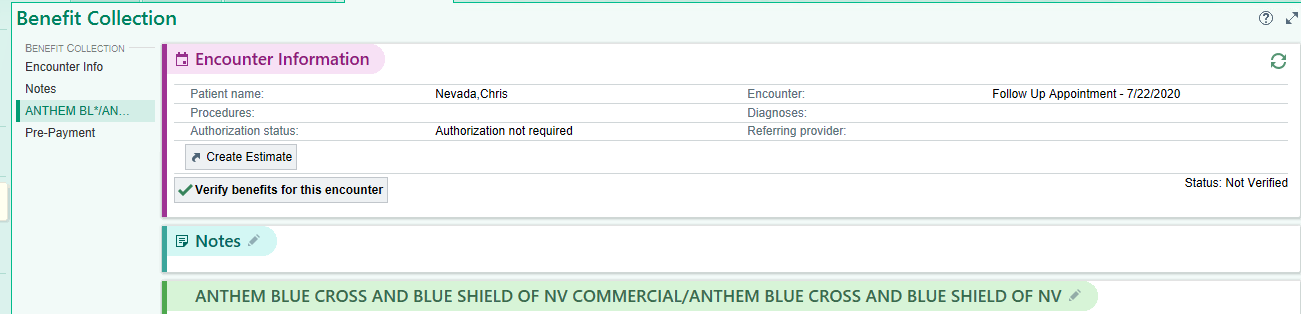 Benefit Collection
BENEFIT COLLECTION
Encounter Info
Notes
ANTHEM BL*/AN...
Pre-Payment
Encounter Information
Patient name: Nevada,Chris Encounter: Follow Up Appointment - 7/22/2020
Procedures: Diagnoses:
Authorization status: Authorization not required Referring provider:
Create Estimate
Verify benefits for this encounter Status: Not Verified
Notes
ANTHEM BLUE CROSS AND BLUE SHIELD OF NV COMMERCIAL/ANTHEM BLUE CROSS AND BLUE SHIELD OF NV